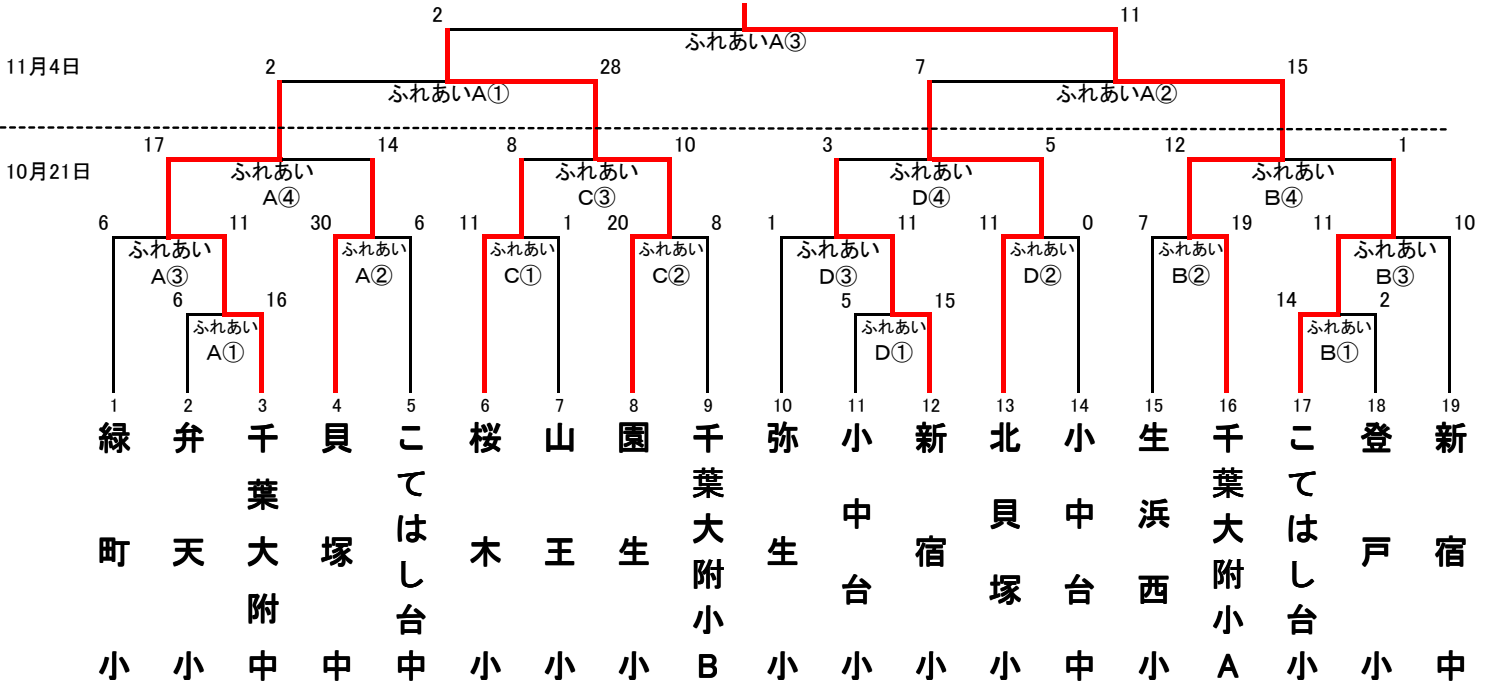 2 11
ふれあいA③
11月4日
2 28 7 15
ふれあいA① ふれあいA②
17 14 8 10 3 5 12 1
10月21日
ふれあい ふれあい ふれあい ふれあい
A④ C③ D④ B④
6 11 30 6 11 1 20 8 1 11 11 0 7 19 11 10
ふれあい ふれあい ふれあい ふれあい ふれあい ふれあい ふれあい ふれあい
A③ A② C① C② D③ D② B② B③
6 16 5 15 14 2
ふれあい ふれあい ふれあい
A① D① B①
1 2 3 4 5 6 7 8 9 10 11 12 13 14 15 16 17 18 19
緑町小
弁天小
千葉大附中
貝塚中
こてはし台中
桜木小
山王小
園生小
千葉大附小B
弥生小
小中台小
新宿小
北貝塚小
小中台中
生浜西小
千葉大附小A
こてはし台小
登戸小
新宿中